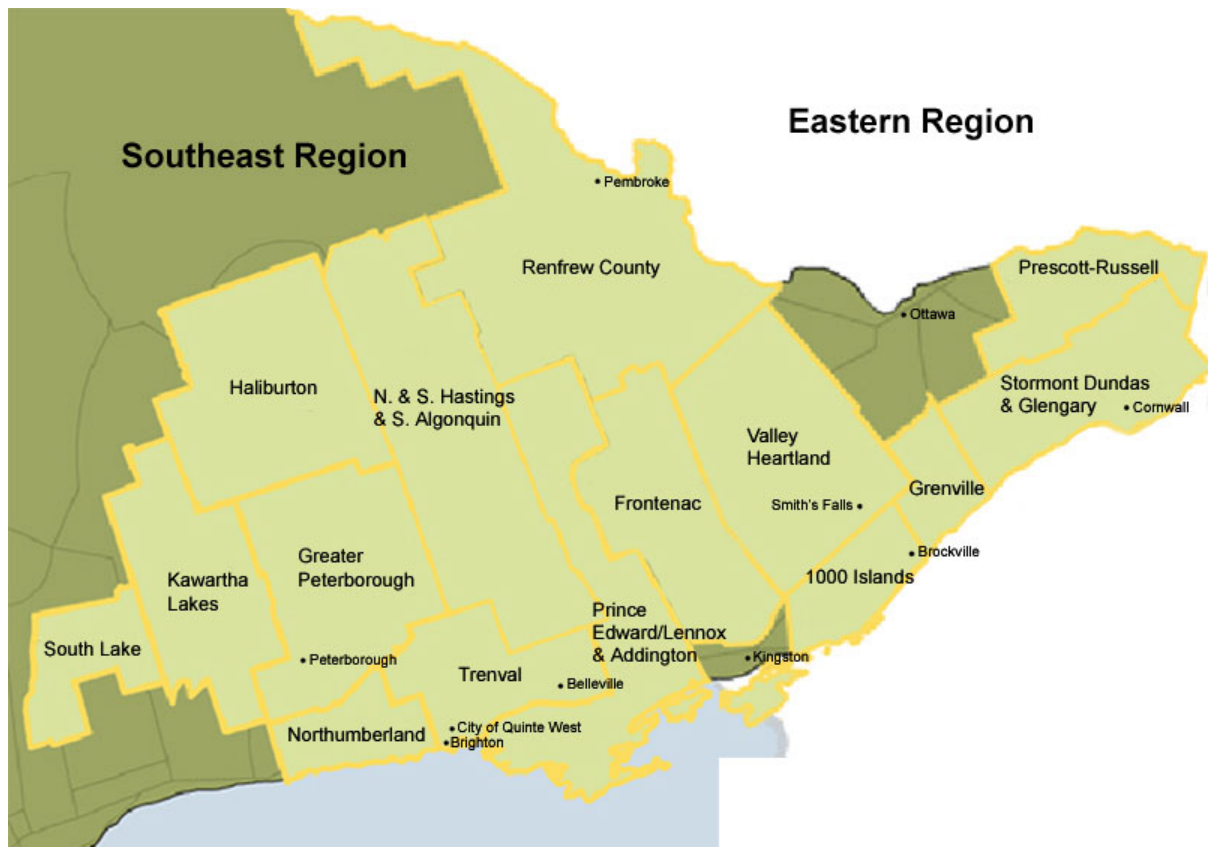 Eastern Region
Southeast Region
Pembroke
Renfrew County
Prescott-Russell
Ottawa
Haliburton
N. & S. Hastings
& S. Algonquin
Stormont Dundas
& Glengary
Cornwall
Valley
Heartland
Smith's Falls
Grenville
Frontenac
Brockville
Greater
Peterborough
1000 Islands
Kawartha
Lakes
Prince
Edward/Lennox
& Addington
South Lake
Peterborough
Kingston
Trenval
Belleville
Northumberland
City of Quinte West
Brighton